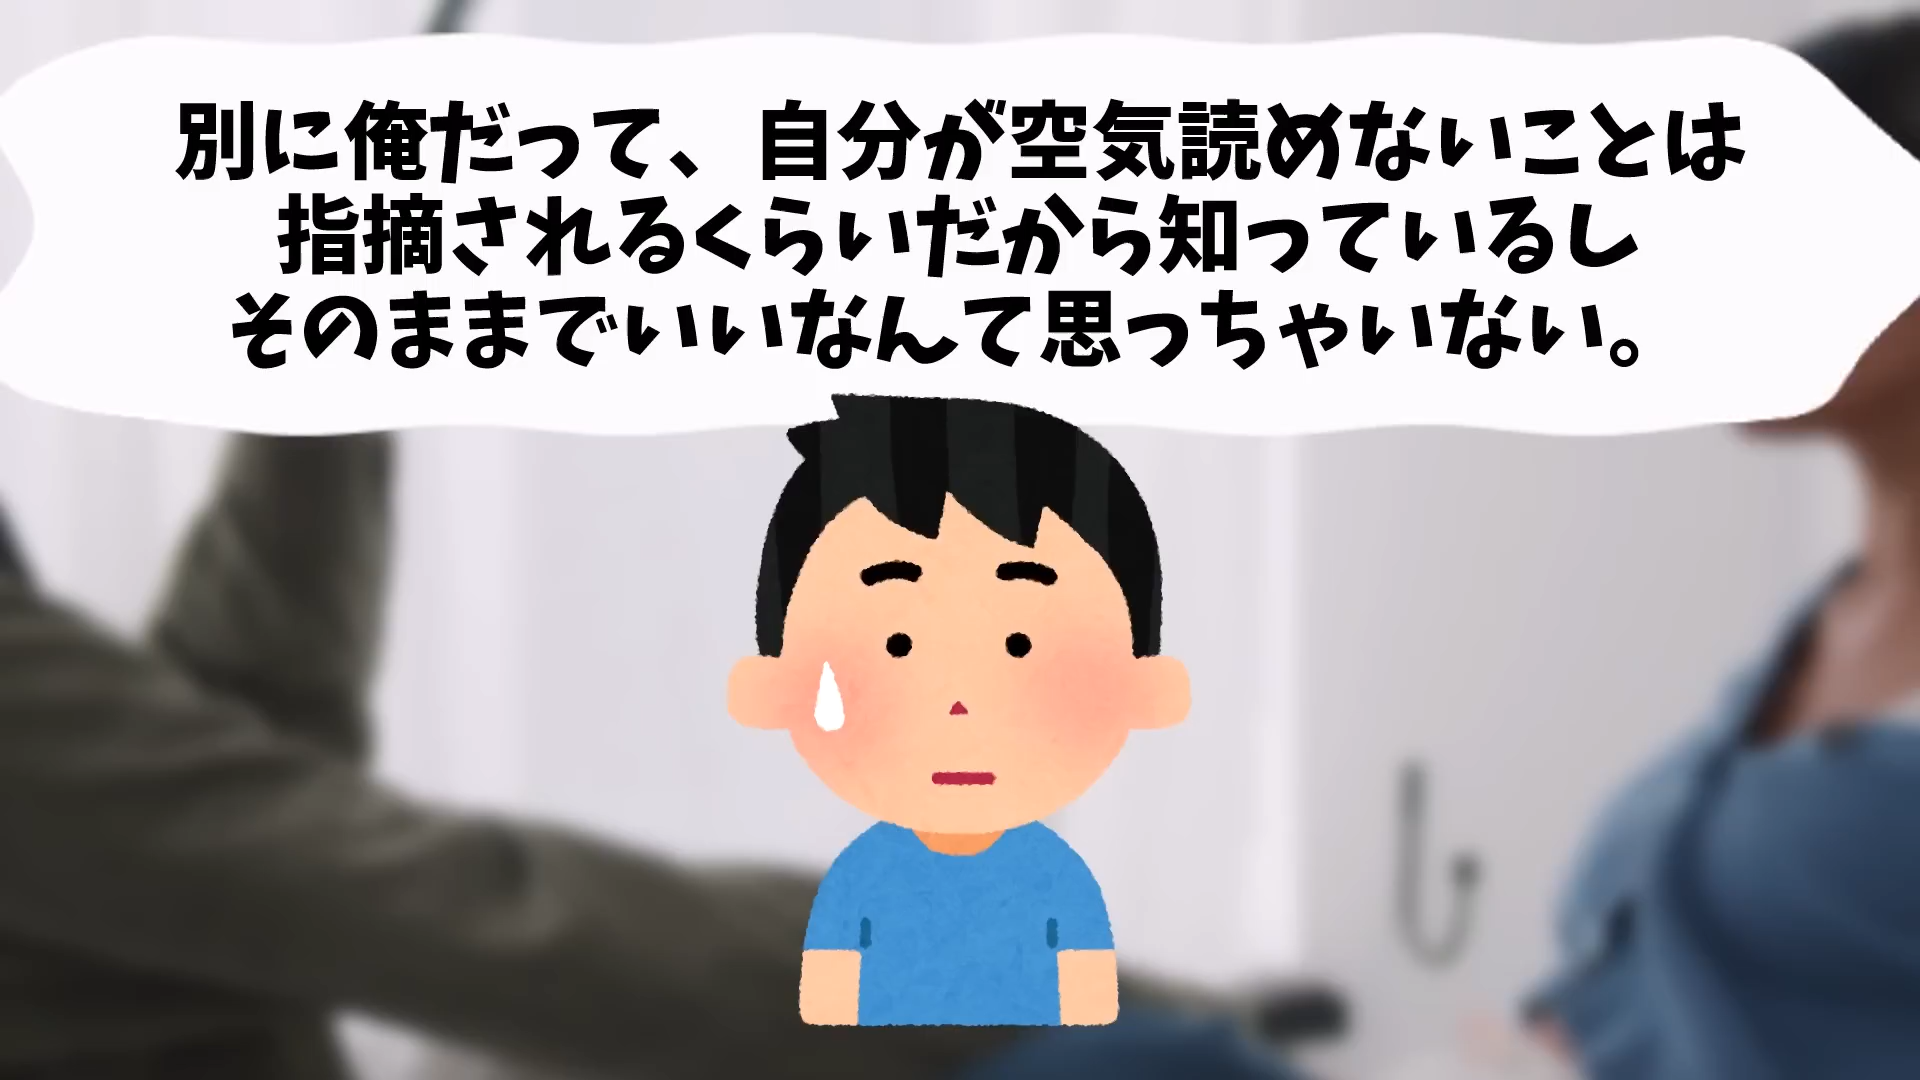 別に俺だって、自分が空気読めないことは
指摘されるくらいだから知っているし
そのままでいいなんて思っちゃいない。